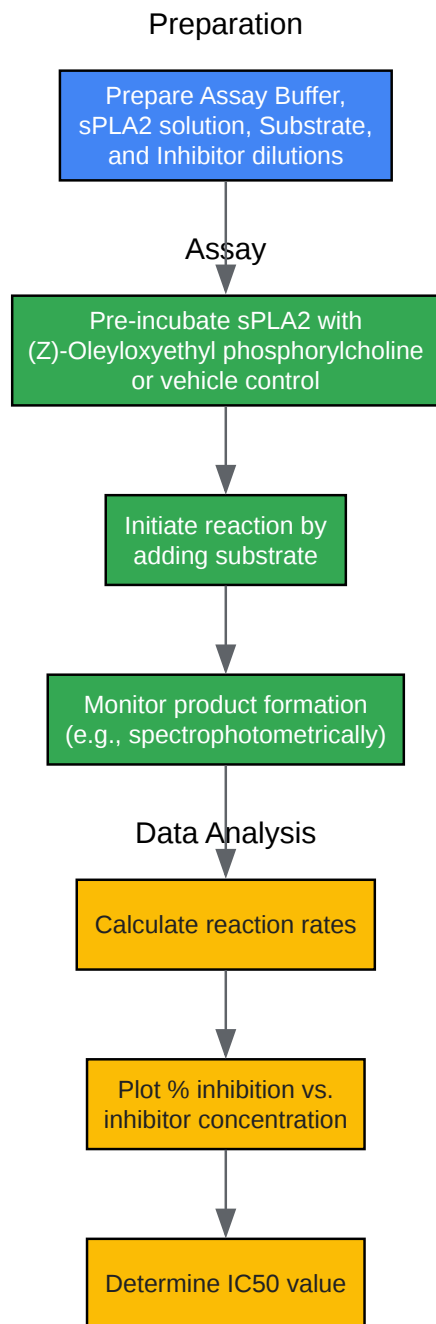 Preparation
Prepare Assay Buffer,
sPLA2 solution, Substrate,
and Inhibitor dilutions
Assay
Pre-incubate sPLA2 with
(Z)-Oleyloxyethyl phosphorylcholine
or vehicle control
Initiate reaction by
adding substrate
Monitor product formation
(e.g., spectrophotometrically)
Data Analysis
Calculate reaction rates
Plot % inhibition vs.
inhibitor concentration
Determine IC50 value